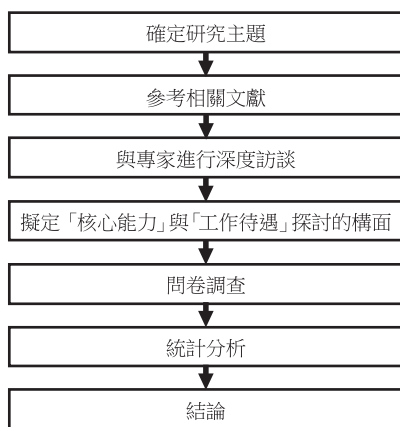 確定研究主題
參考相關文獻
與專家進行深度訪談
擬定「核心能力」與「工作待遇」探討的構面
問卷調查
統計分析
結論